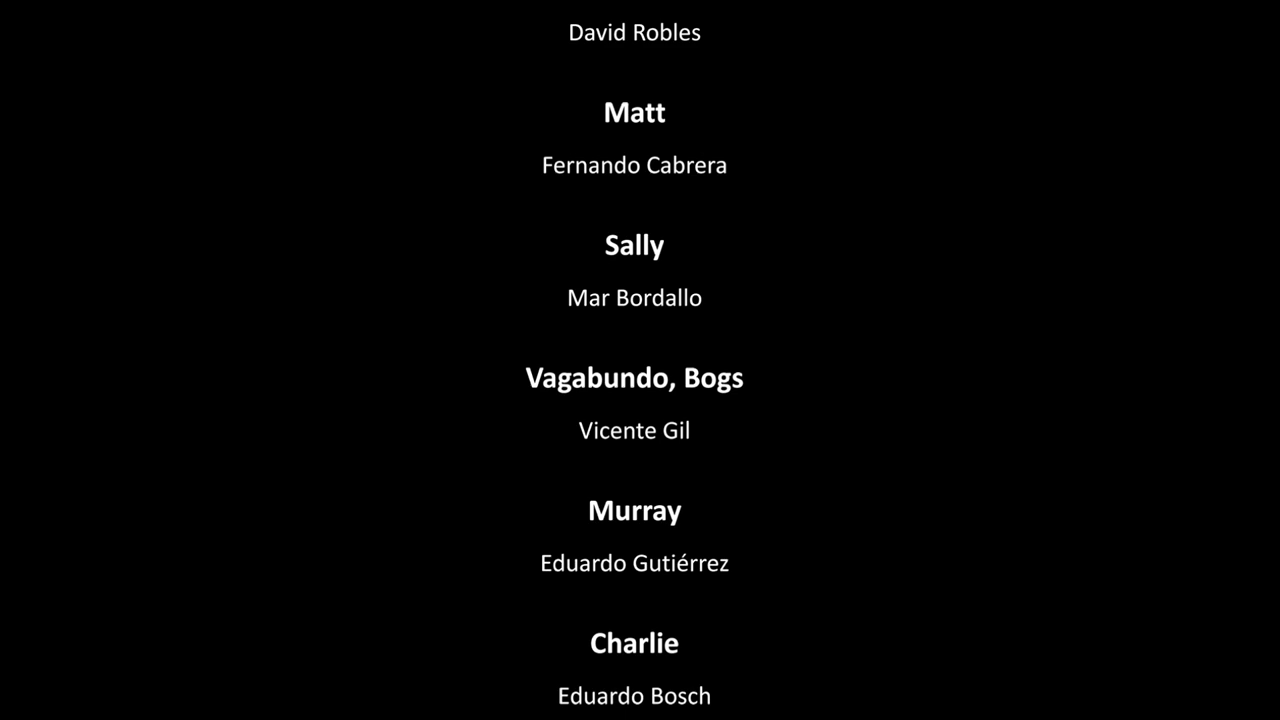 David Robles
Matt
Fernando Cabrera
Sally
Mar Bordallo
Vagabundo, Bogs
Vicente Gil
Murray
Eduardo Gutiérrez
Charlie
Eduardo Bosch